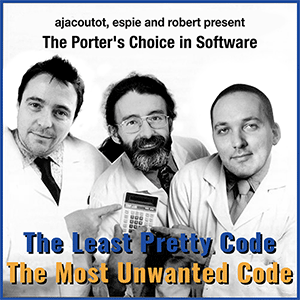 ajacoutot, espie and robert present
The Porter's Choice in Software
The Least Pretty Code
The Most Unwanted Code